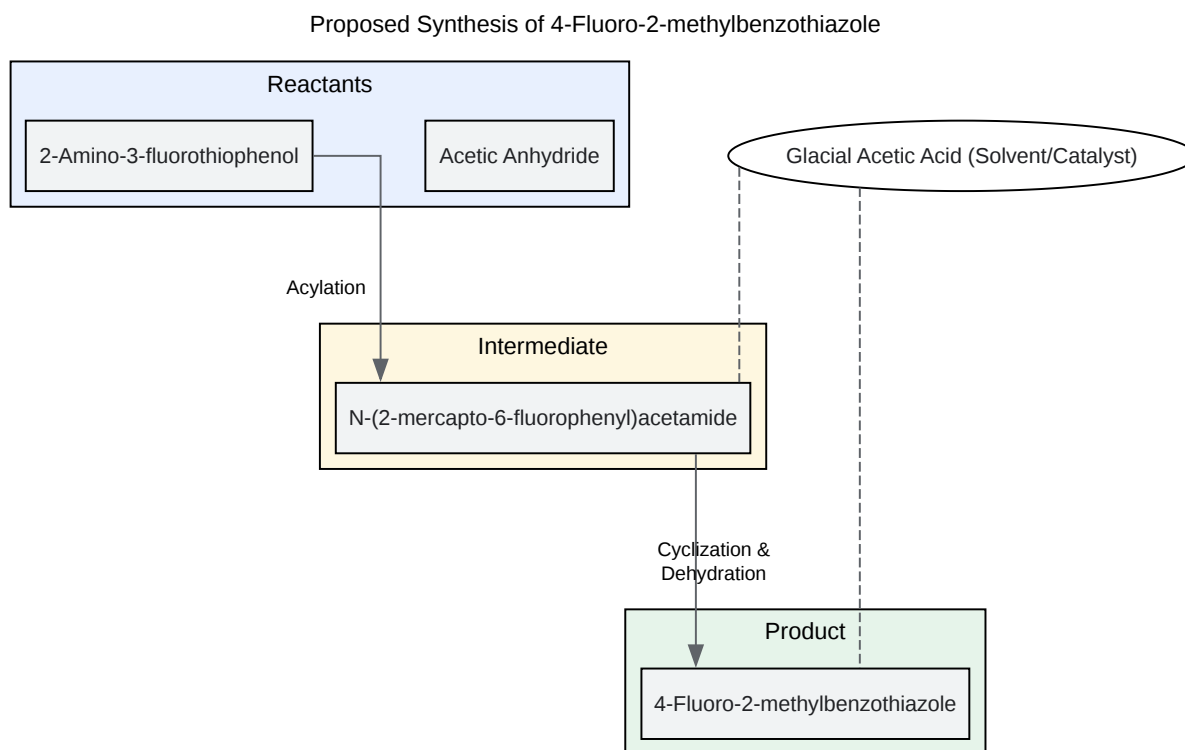 Proposed Synthesis of 4-Fluoro-2-methylbenzothiazole
Reactants
2-Amino-3-fluorothiophenol
Acetic Anhydride
Glacial Acetic Acid (Solvent/Catalyst)
Acylation
Intermediate
N-(2-mercapto-6-fluorophenyl)acetamide
Cyclization &
Dehydration
Product
4-Fluoro-2-methylbenzothiazole